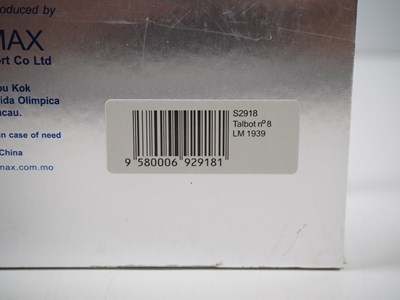 roduced by
MAX
ort Co Ltd
ou Kok
ida Olimpica
acau.
n case of need
China
max.com.mo
S2918
Talbot nº8
LM 1939
9 580006 929181